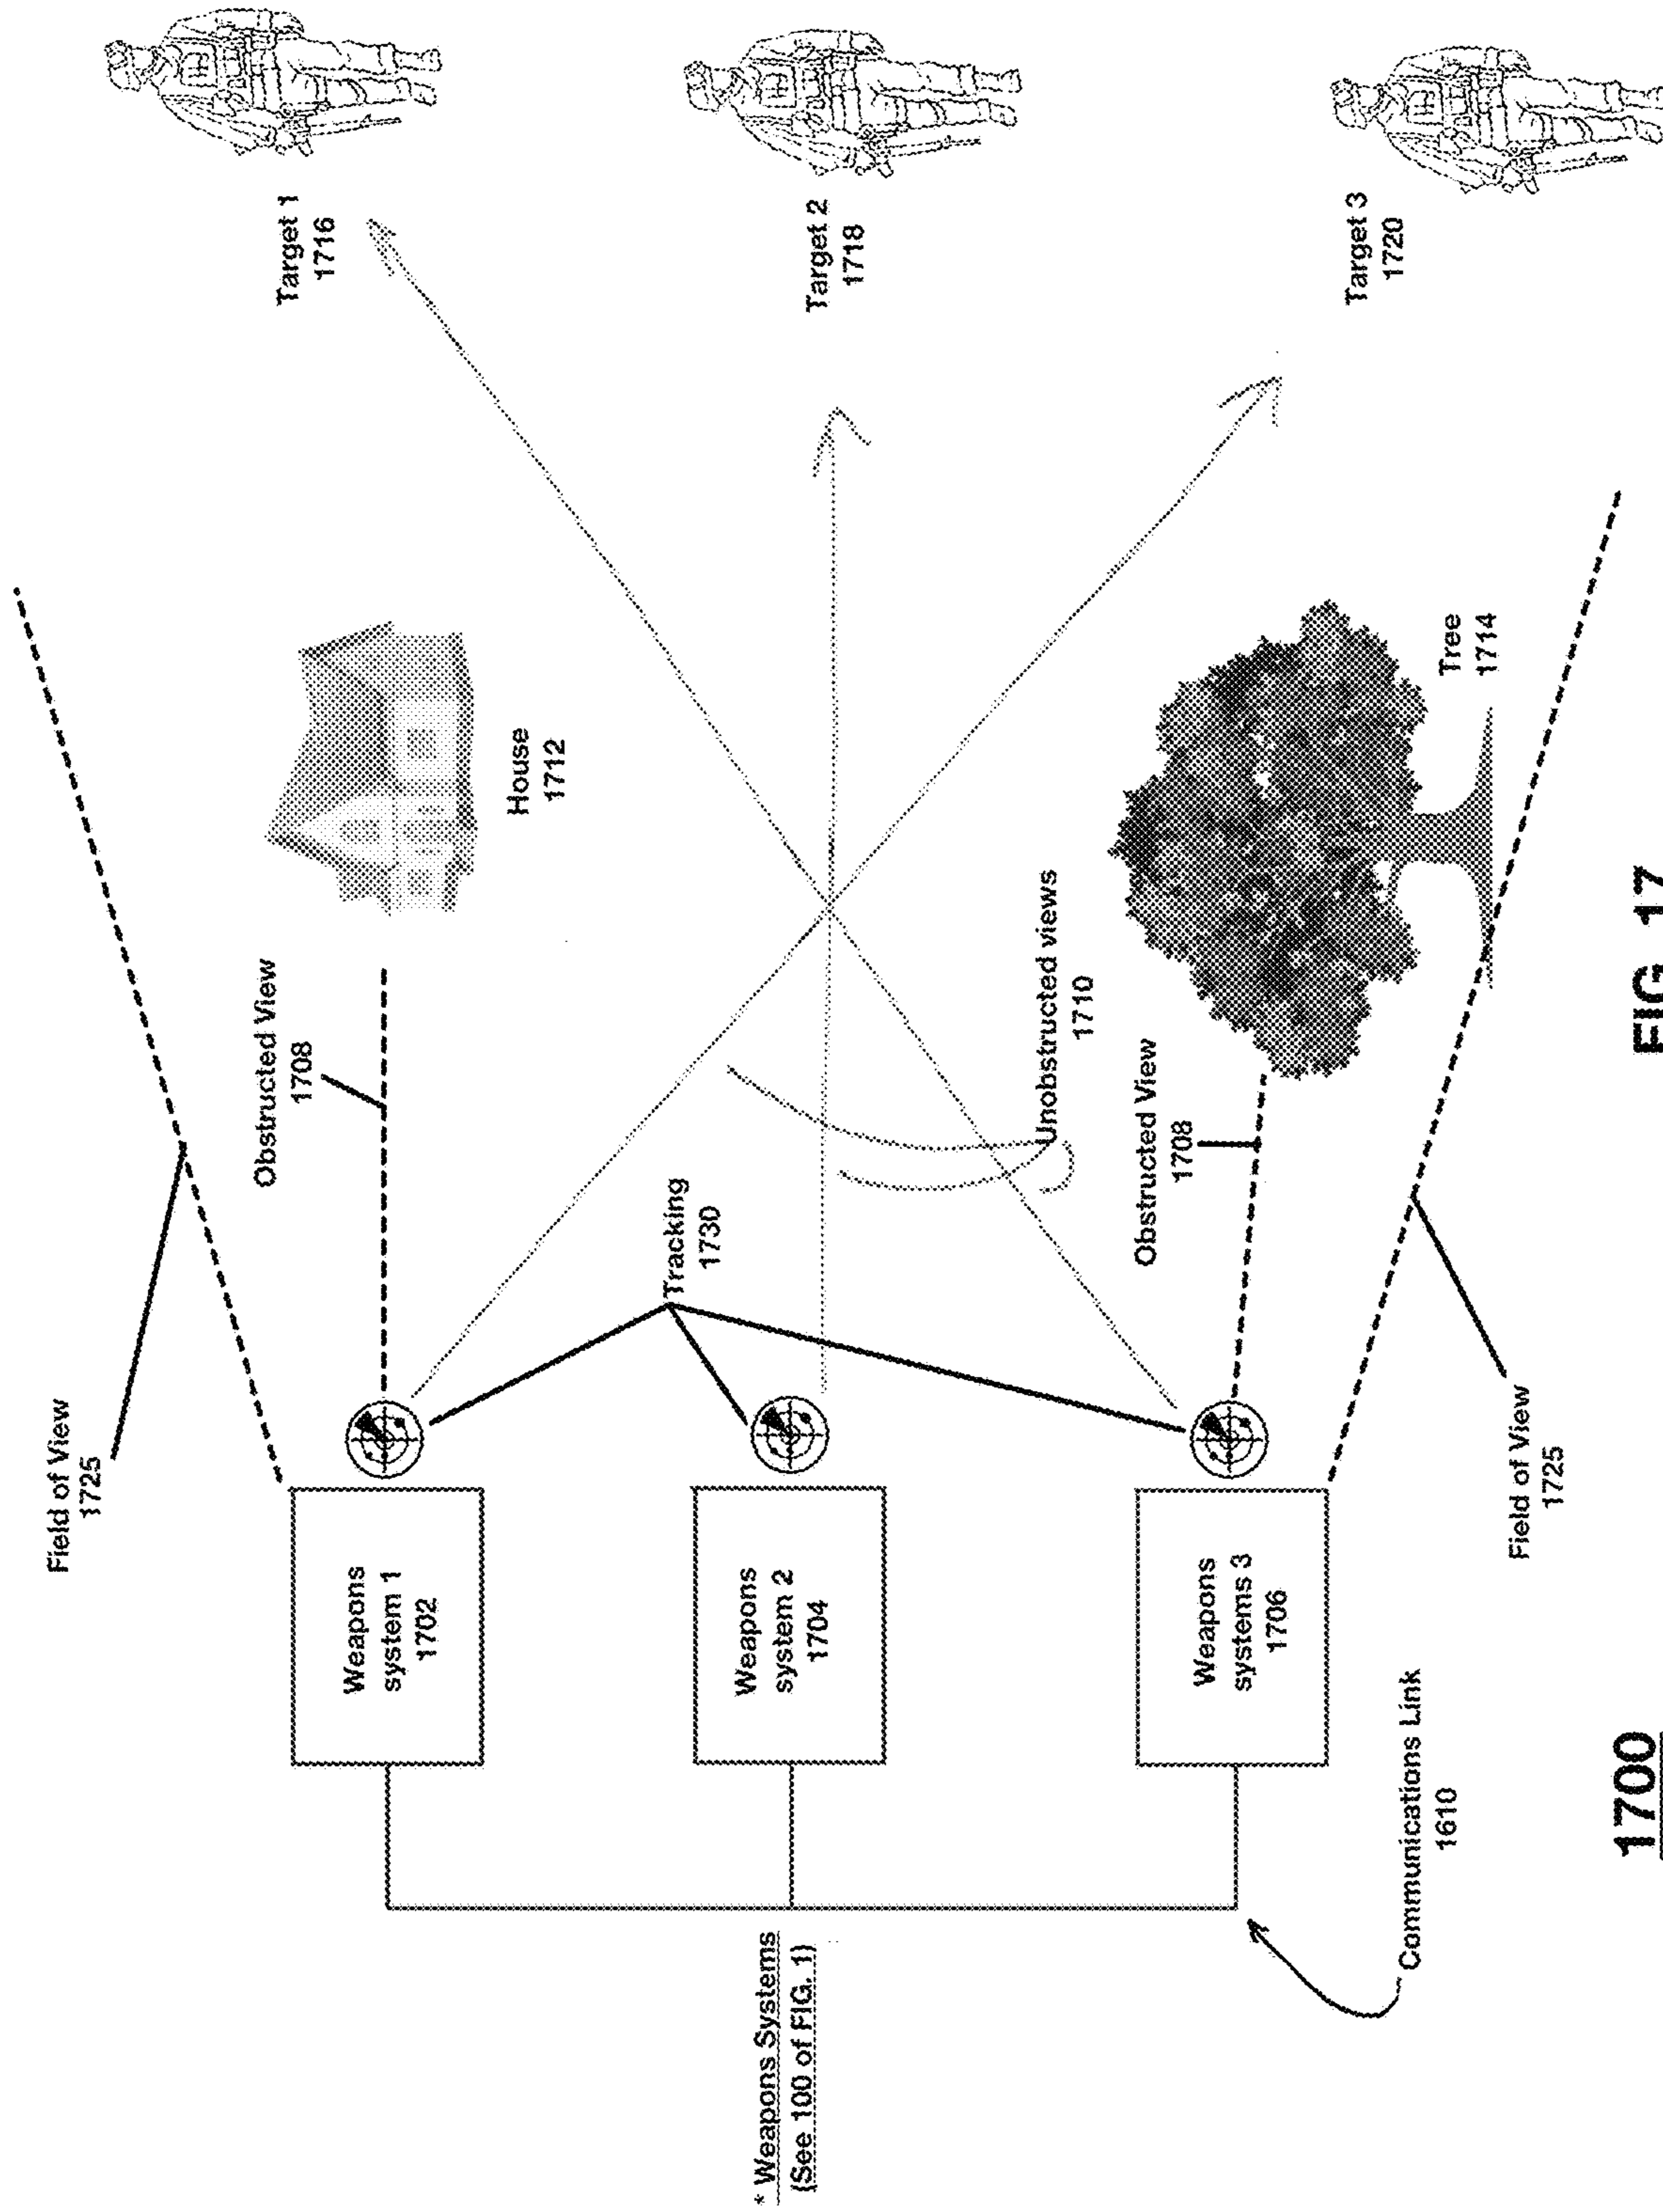 Field of View
1725
Obstructed View
1708
House
1712
Target 1
1716
Weapons
system 1
1702
Tracking
1730
* Weapons Systems
(See 100 of FIG. 1)
Weapons
system 2
1704
Target 2
1718
Unobstructed views
1710
Obstructed View
1708
Weapons
systems 3
1706
Target 3
1720
Tree
1714
Communications Link
1610
Field of View
1725
1700
FIG. 17